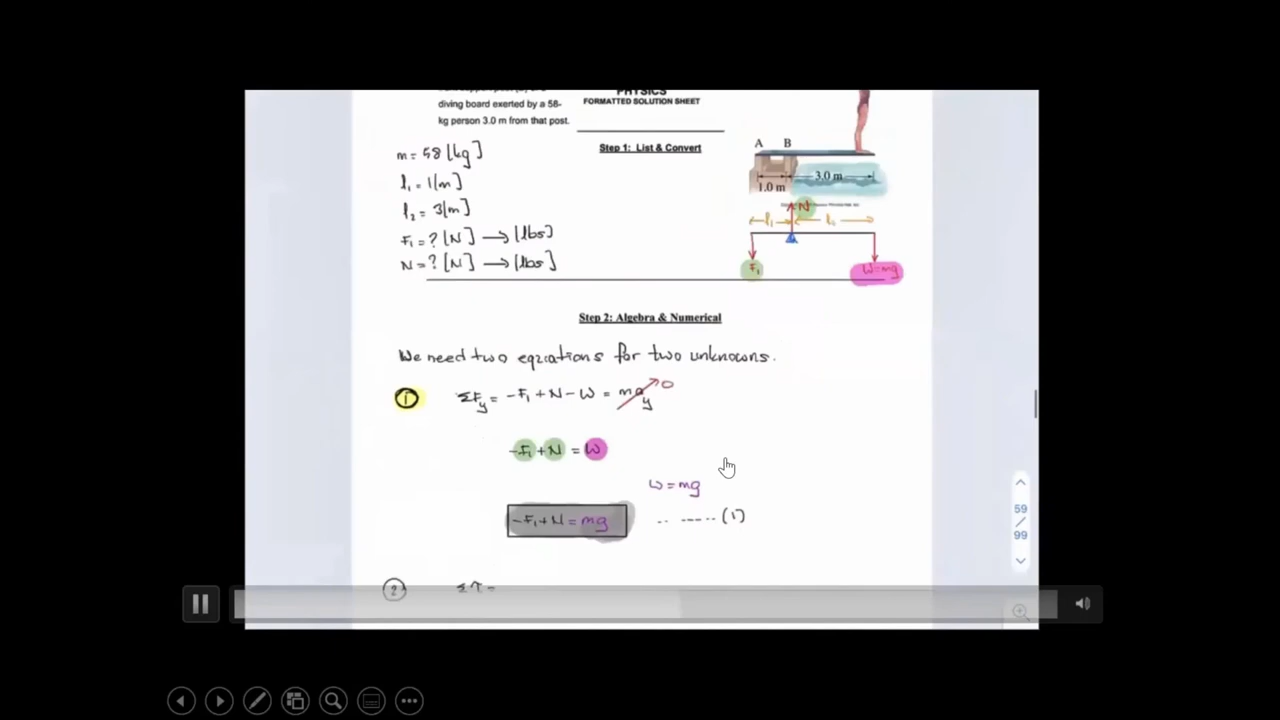 diving board exerted by a 58-
kg person 3.0 m from that post.
PHYSICS
FORMATTED SOLUTION SHEET
Step 1: List & Convert
m = 58 [kg]
l₁ = 1[m]
l₂ = 3[m]
F₁ = ? [N] → [lbs]
N = ? [N] → [lbs]
A B
1.0 m
3.0 m
N
l₁
F₁
W=mg
Step 2: Algebra & Numerical
We need two equations for two unknowns.
1 ΣFy = -F₁ + N - W = may 0
-F₁ + N = W
W = mg
-F₁ + N = mg .. ----.. (1)
2 Στ =
59
/
99